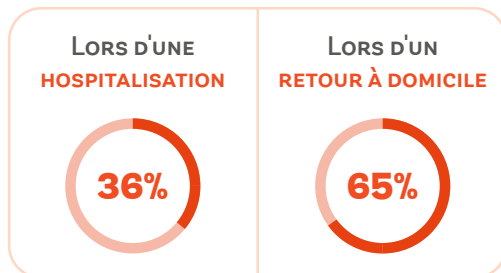 Lors d'une
hospitalisation
36%
Lors d'un
retour à domicile
65%